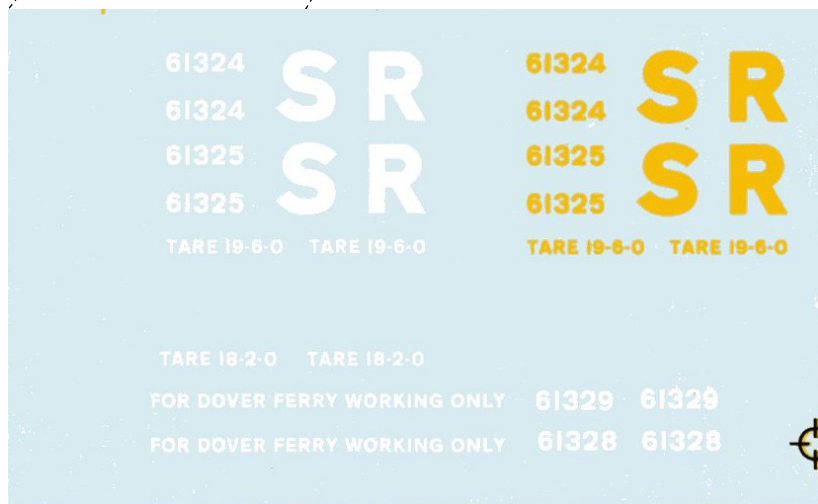 61324 S R 61324 S R
61324 61324
61325 S R 61325 S R
61325 61325
TARE 19-6-0 TARE 19-6-0 TARE 19-6-0 TARE 19-6-0
TARE 18-2-0 TARE 18-2-0
FOR DOVER FERRY WORKING ONLY 61329 61329
FOR DOVER FERRY WORKING ONLY 61328 61328